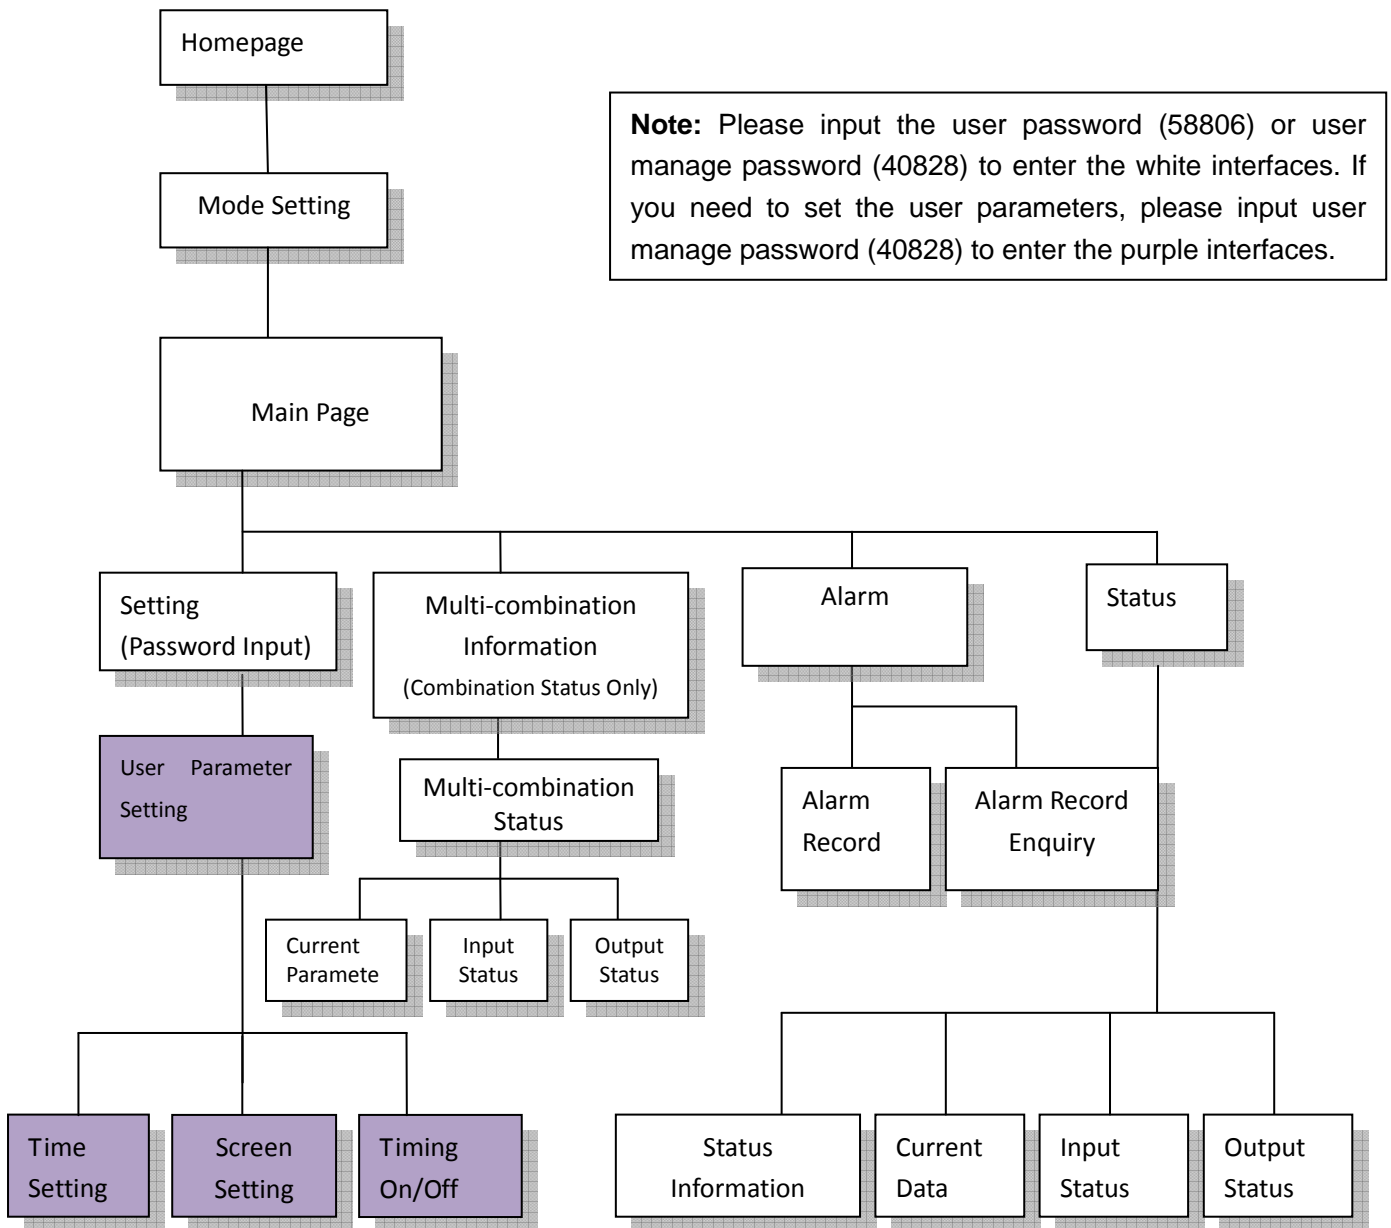 Homepage
Note: Please input the user password (58806) or user
manage password (40828) to enter the white interfaces. If
you need to set the user parameters, please input user
manage password (40828) to enter the purple interfaces.
Mode Setting
Main Page
Setting
(Password Input)
Multi-combination
Information
(Combination Status Only)
Alarm
Status
User Parameter
Setting
Multi-combination
Status
Alarm
Record
Alarm Record
Enquiry
Current
Paramete
Input
Status
Output
Status
Time
Setting
Screen
Setting
Timing
On/Off
Status
Information
Current
Data
Input
Status
Output
Status